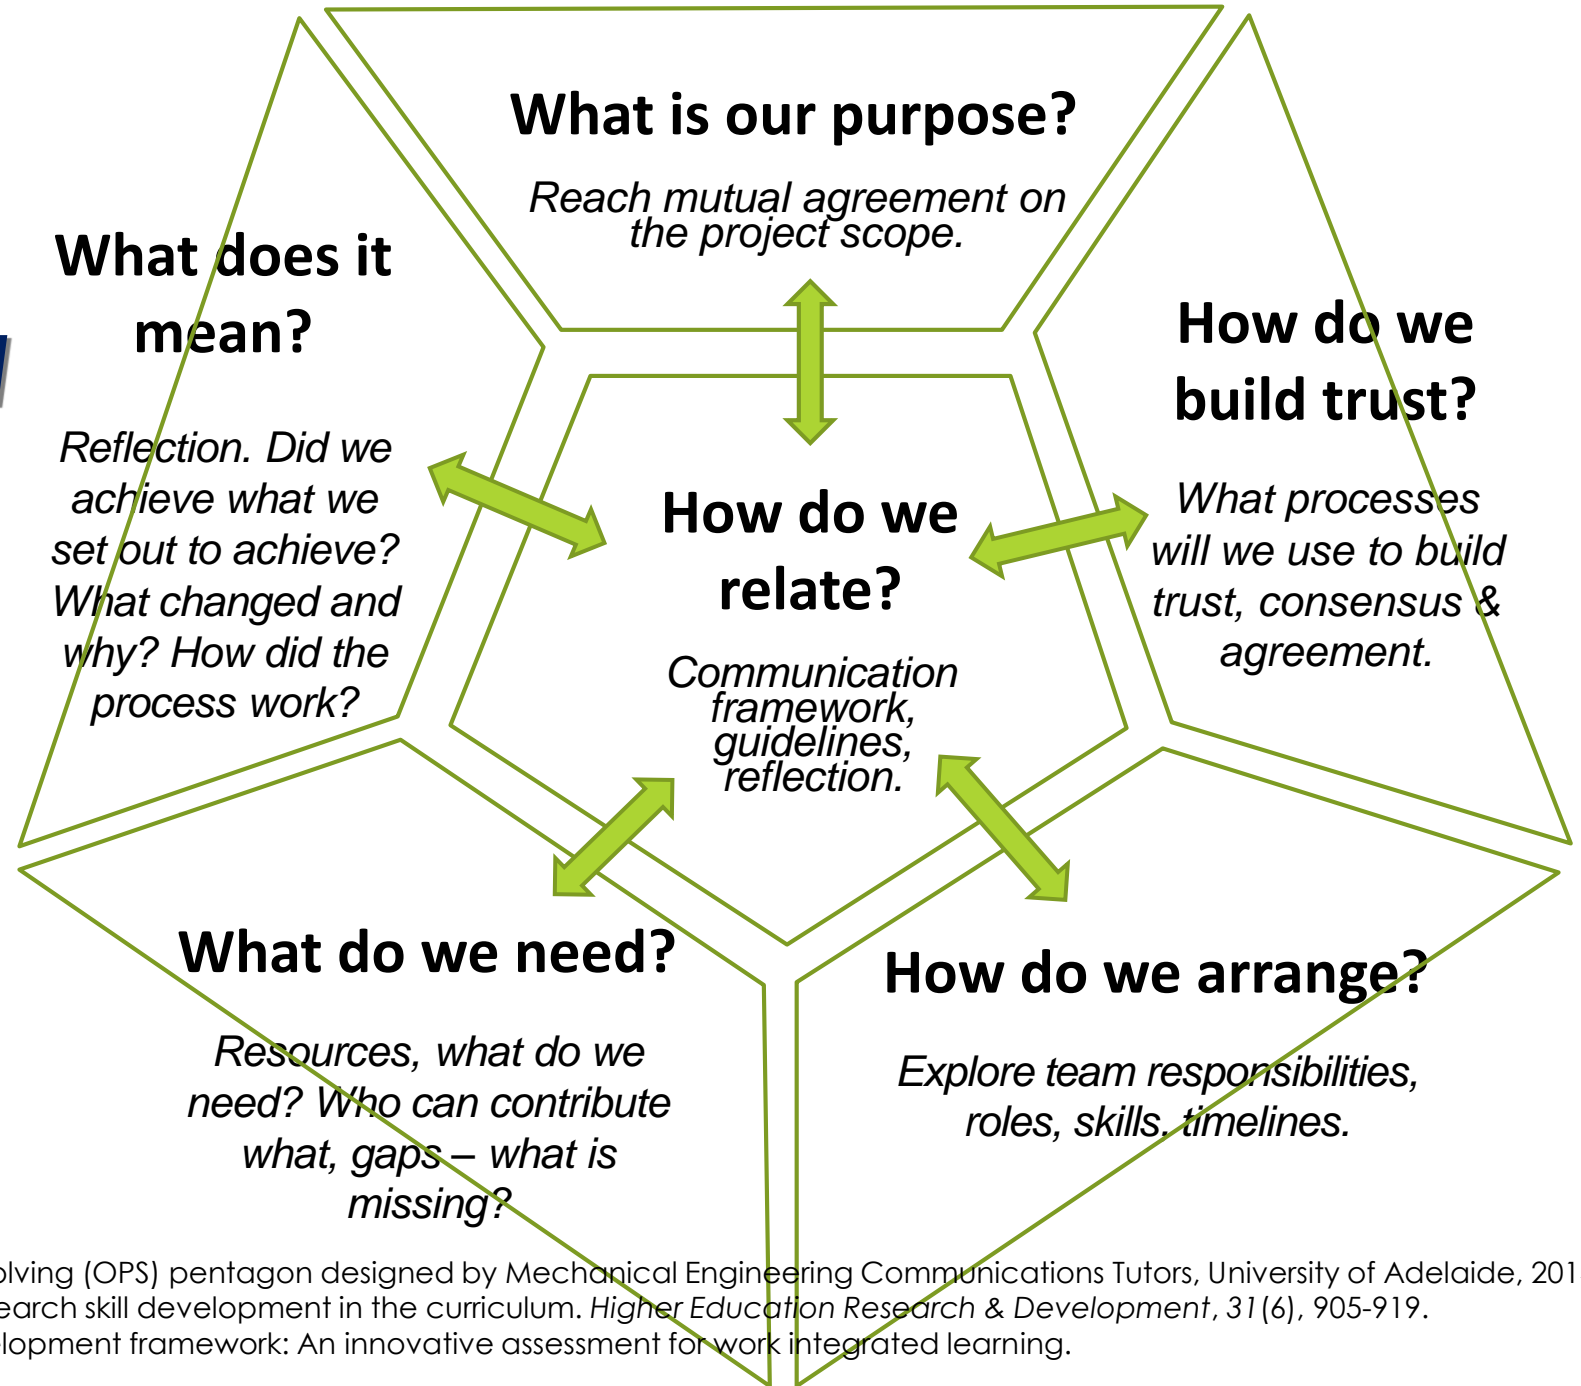 What is our purpose?
Reach mutual agreement on
the project scope.
What does it
mean?
Reflection. Did we
achieve what we
set out to achieve?
What changed and
why? How did the
process work?
How do we
build trust?
What processes
will we use to build
trust, consensus &
agreement.
How do we
relate?
Communication
framework,
guidelines,
reflection.
What do we need?
Resources, what do we
need? Who can contribute
what, gaps – what is
missing?
How do we arrange?
Explore team responsibilities,
roles, skills. timelines.
olving (OPS) pentagon designed by Mechanical Engineering Communications Tutors, University of Adelaide, 201
earch skill development in the curriculum. Higher Education Research & Development, 31(6), 905-919.
elopment framework: An innovative assessment for work integrated learning.